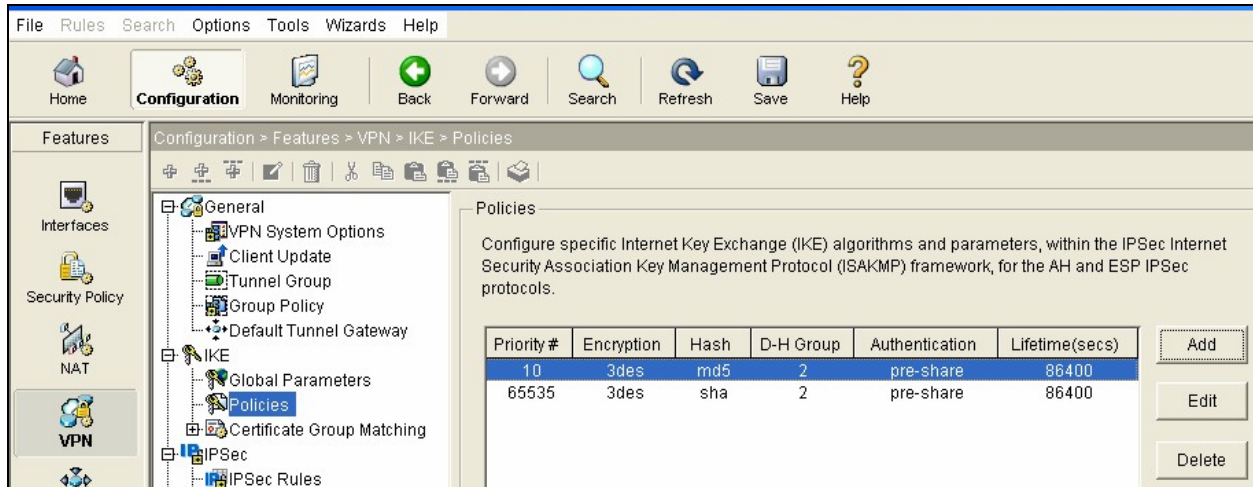 File Rules Search Options Tools Wizards Help
Home Configuration Monitoring Back Forward Search Refresh Save Help
Features
Configuration > Features > VPN > IKE > Policies
Interfaces
Security Policy
NAT
VPN
General
VPN System Options
Client Update
Tunnel Group
Group Policy
Default Tunnel Gateway
IKE
Global Parameters
Policies
Certificate Group Matching
IPSec
IPSec Rules
Policies
Configure specific Internet Key Exchange (IKE) algorithms and parameters, within the IPSec Internet
Security Association Key Management Protocol (ISAKMP) framework, for the AH and ESP IPSec
protocols.
Priority # Encryption Hash D-H Group Authentication Lifetime(secs)
10 3des md5 2 pre-share 86400
65535 3des sha 2 pre-share 86400
Add
Edit
Delete